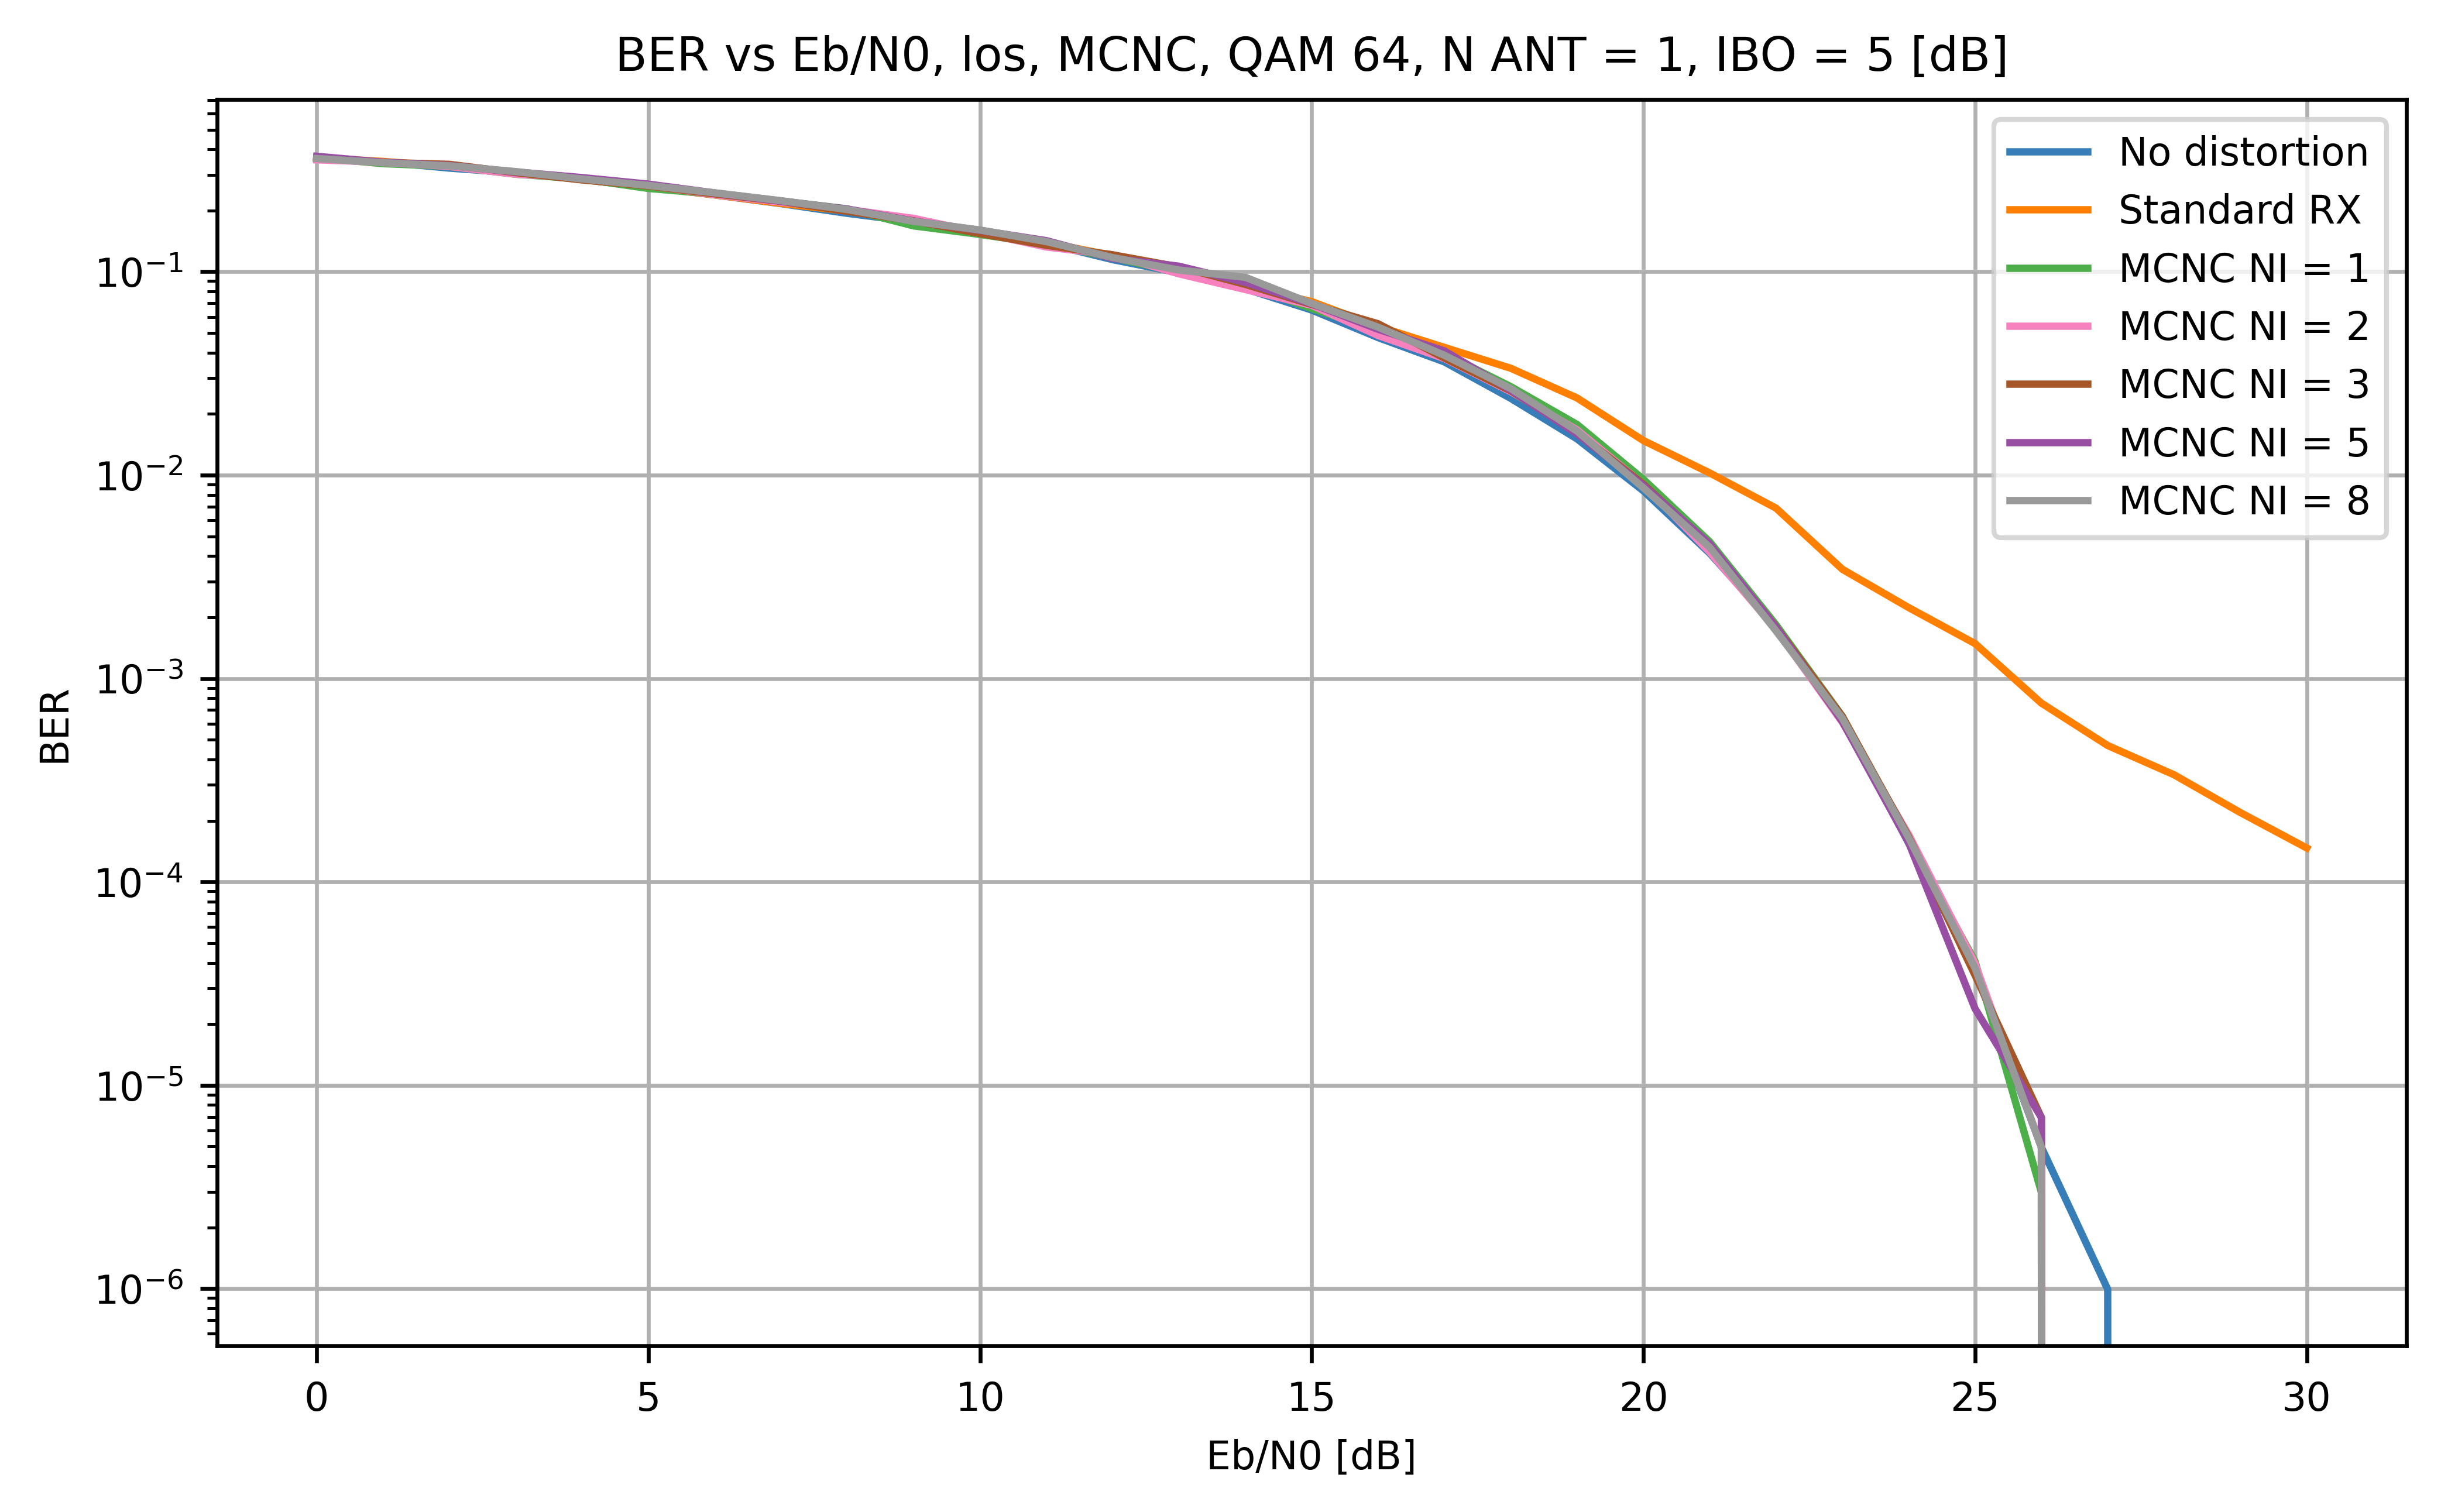 BER vs Eb/N0, los, MCNC, QAM 64, N ANT = 1, IBO = 5 [dB]
No distortion
Standard RX
MCNC NI = 1
MCNC NI = 2
MCNC NI = 3
MCNC NI = 5
MCNC NI = 8
BER
10⁻¹
10⁻²
10⁻³
10⁻⁴
10⁻⁵
10⁻⁶
0 5 10 15 20 25 30
Eb/N0 [dB]